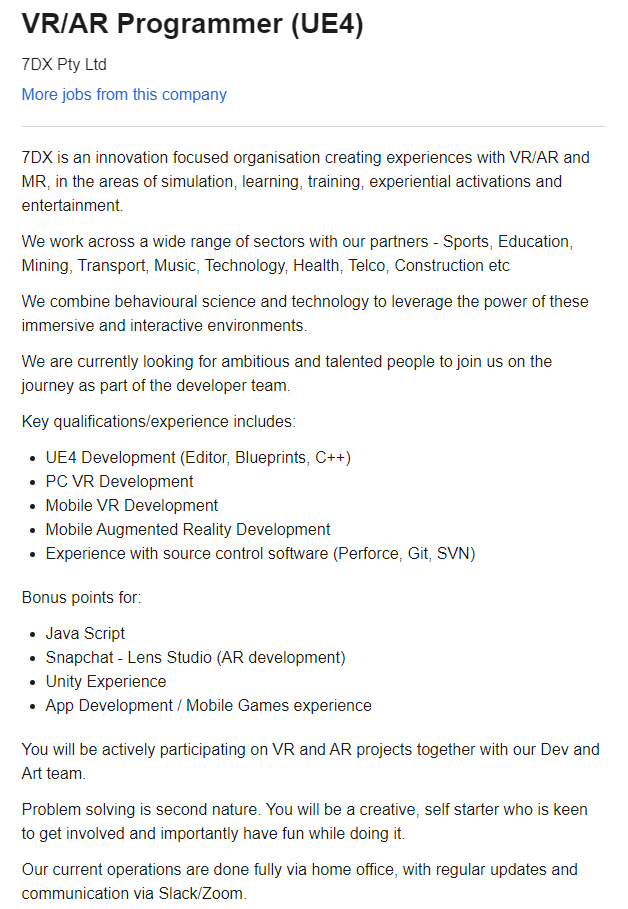 VR/AR Programmer (UE4)
7DX Pty Ltd
More jobs from this company
7DX is an innovation focused organisation creating experiences with VR/AR and
MR, in the areas of simulation, learning, training, experiential activations and
entertainment.
We work across a wide range of sectors with our partners - Sports, Education,
Mining, Transport, Music, Technology, Health, Telco, Construction etc
We combine behavioural science and technology to leverage the power of these
immersive and interactive environments.
We are currently looking for ambitious and talented people to join us on the
journey as part of the developer team.
Key qualifications/experience includes:
• UE4 Development (Editor, Blueprints, C++)
• PC VR Development
• Mobile VR Development
• Mobile Augmented Reality Development
• Experience with source control software (Perforce, Git, SVN)
Bonus points for:
• Java Script
• Snapchat - Lens Studio (AR development)
• Unity Experience
• App Development / Mobile Games experience
You will be actively participating on VR and AR projects together with our Dev and
Art team.
Problem solving is second nature. You will be a creative, self starter who is keen
to get involved and importantly have fun while doing it.
Our current operations are done fully via home office, with regular updates and
communication via Slack/Zoom.